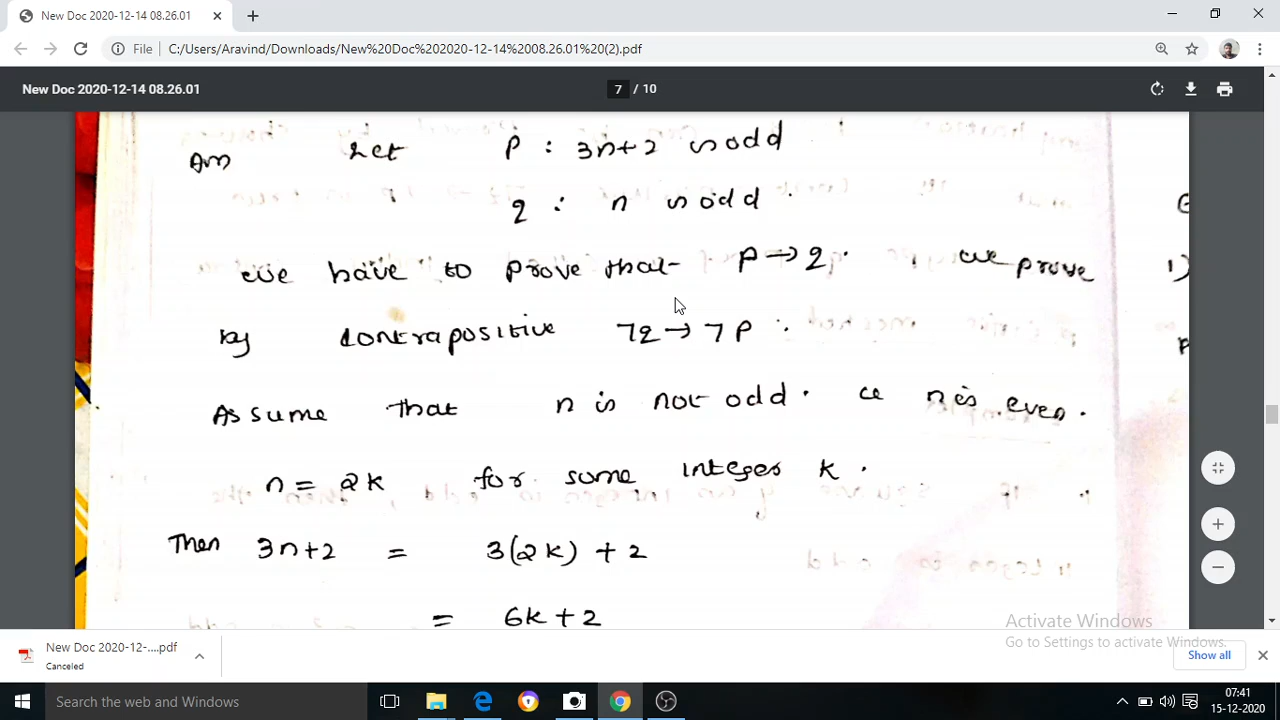 New Doc 2020-12-14 08.26.01
File C:/Users/Aravind/Downloads/New%20Doc%202020-12-14%2008.26.01%20(2).pdf
New Doc 2020-12-14 08.26.01
7 / 10
Ans Let p : 3n+2 is odd
q : n is odd.
we have to prove that p → q. we prove
by contrapositive ¬q → ¬p.
Assume that n is not odd. ie n is even.
n = 2k for some integer k.
Then 3n+2 = 3(2k) + 2
= 6k + 2
Activate Windows
Go to Settings to activate Windows.
New Doc 2020-12-....pdf
Canceled
Show all
Search the web and Windows
07:41
15-12-2020